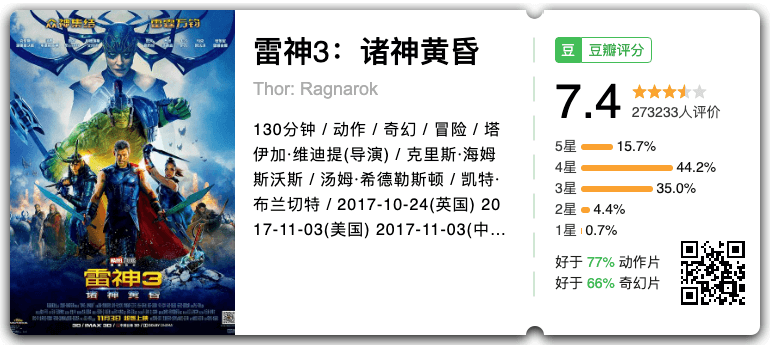 众神集结
雷霆万钧
雷神3：诸神黄昏
Thor: Ragnarok
130分钟 / 动作 / 奇幻 / 冒险 / 塔
伊加·维迪提(导演) / 克里斯·海姆
斯沃斯 / 汤姆·希德勒斯顿 / 凯特·
布兰切特 / 2017-10-24(英国) 20
17-11-03(美国) 2017-11-03(中...
豆 豆瓣评分
7.4
273233人评价
5星 15.7%
4星 44.2%
3星 35.0%
2星 4.4%
1星 0.7%
好于 77% 动作片
好于 66% 奇幻片
MARVEL
STUDIOS
雷神3
诸神黄昏